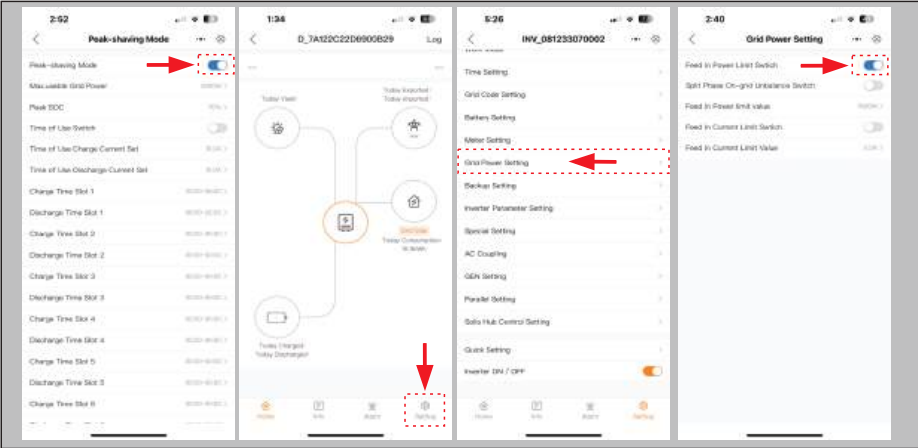 2:52
Peak-shaving Mode
Peak-shaving Mode
Max.usable Grid Power
Peak SOC
Time of Use Switch
Time of Use Charge Current Set
Time of Use Discharge Current Set
Charge Time Slot 1
Discharge Time Slot 1
Charge Time Slot 2
Discharge Time Slot 2
Charge Time Slot 3
Discharge Time Slot 3
Charge Time Slot 4
Discharge Time Slot 4
Charge Time Slot 5
Discharge Time Slot 5
Charge Time Slot 6
1:34
D_7A122C22D6900B29 Log
Today Yield
Today Exported
Today Imported
Today Consumption
Today Charged
Today Discharged
Home Info Alarm Setting
5:26
INV_081233070002
Time Setting
Grid Code Setting
Battery Setting
Meter Setting
Grid Power Setting
Backup Setting
Inverter Parameter Setting
Special Setting
AC Coupling
GEN Setting
Parallel Setting
Solis Hub Control Setting
Quick Setting
Inverter ON / OFF
Home Info Alarm Setting
2:40
Grid Power Setting
Feed in Power Limit Switch
Split Phase On-grid Unbalance Switch
Feed in Power limit value
Feed in Current Limit Switch
Feed in Current Limit Value